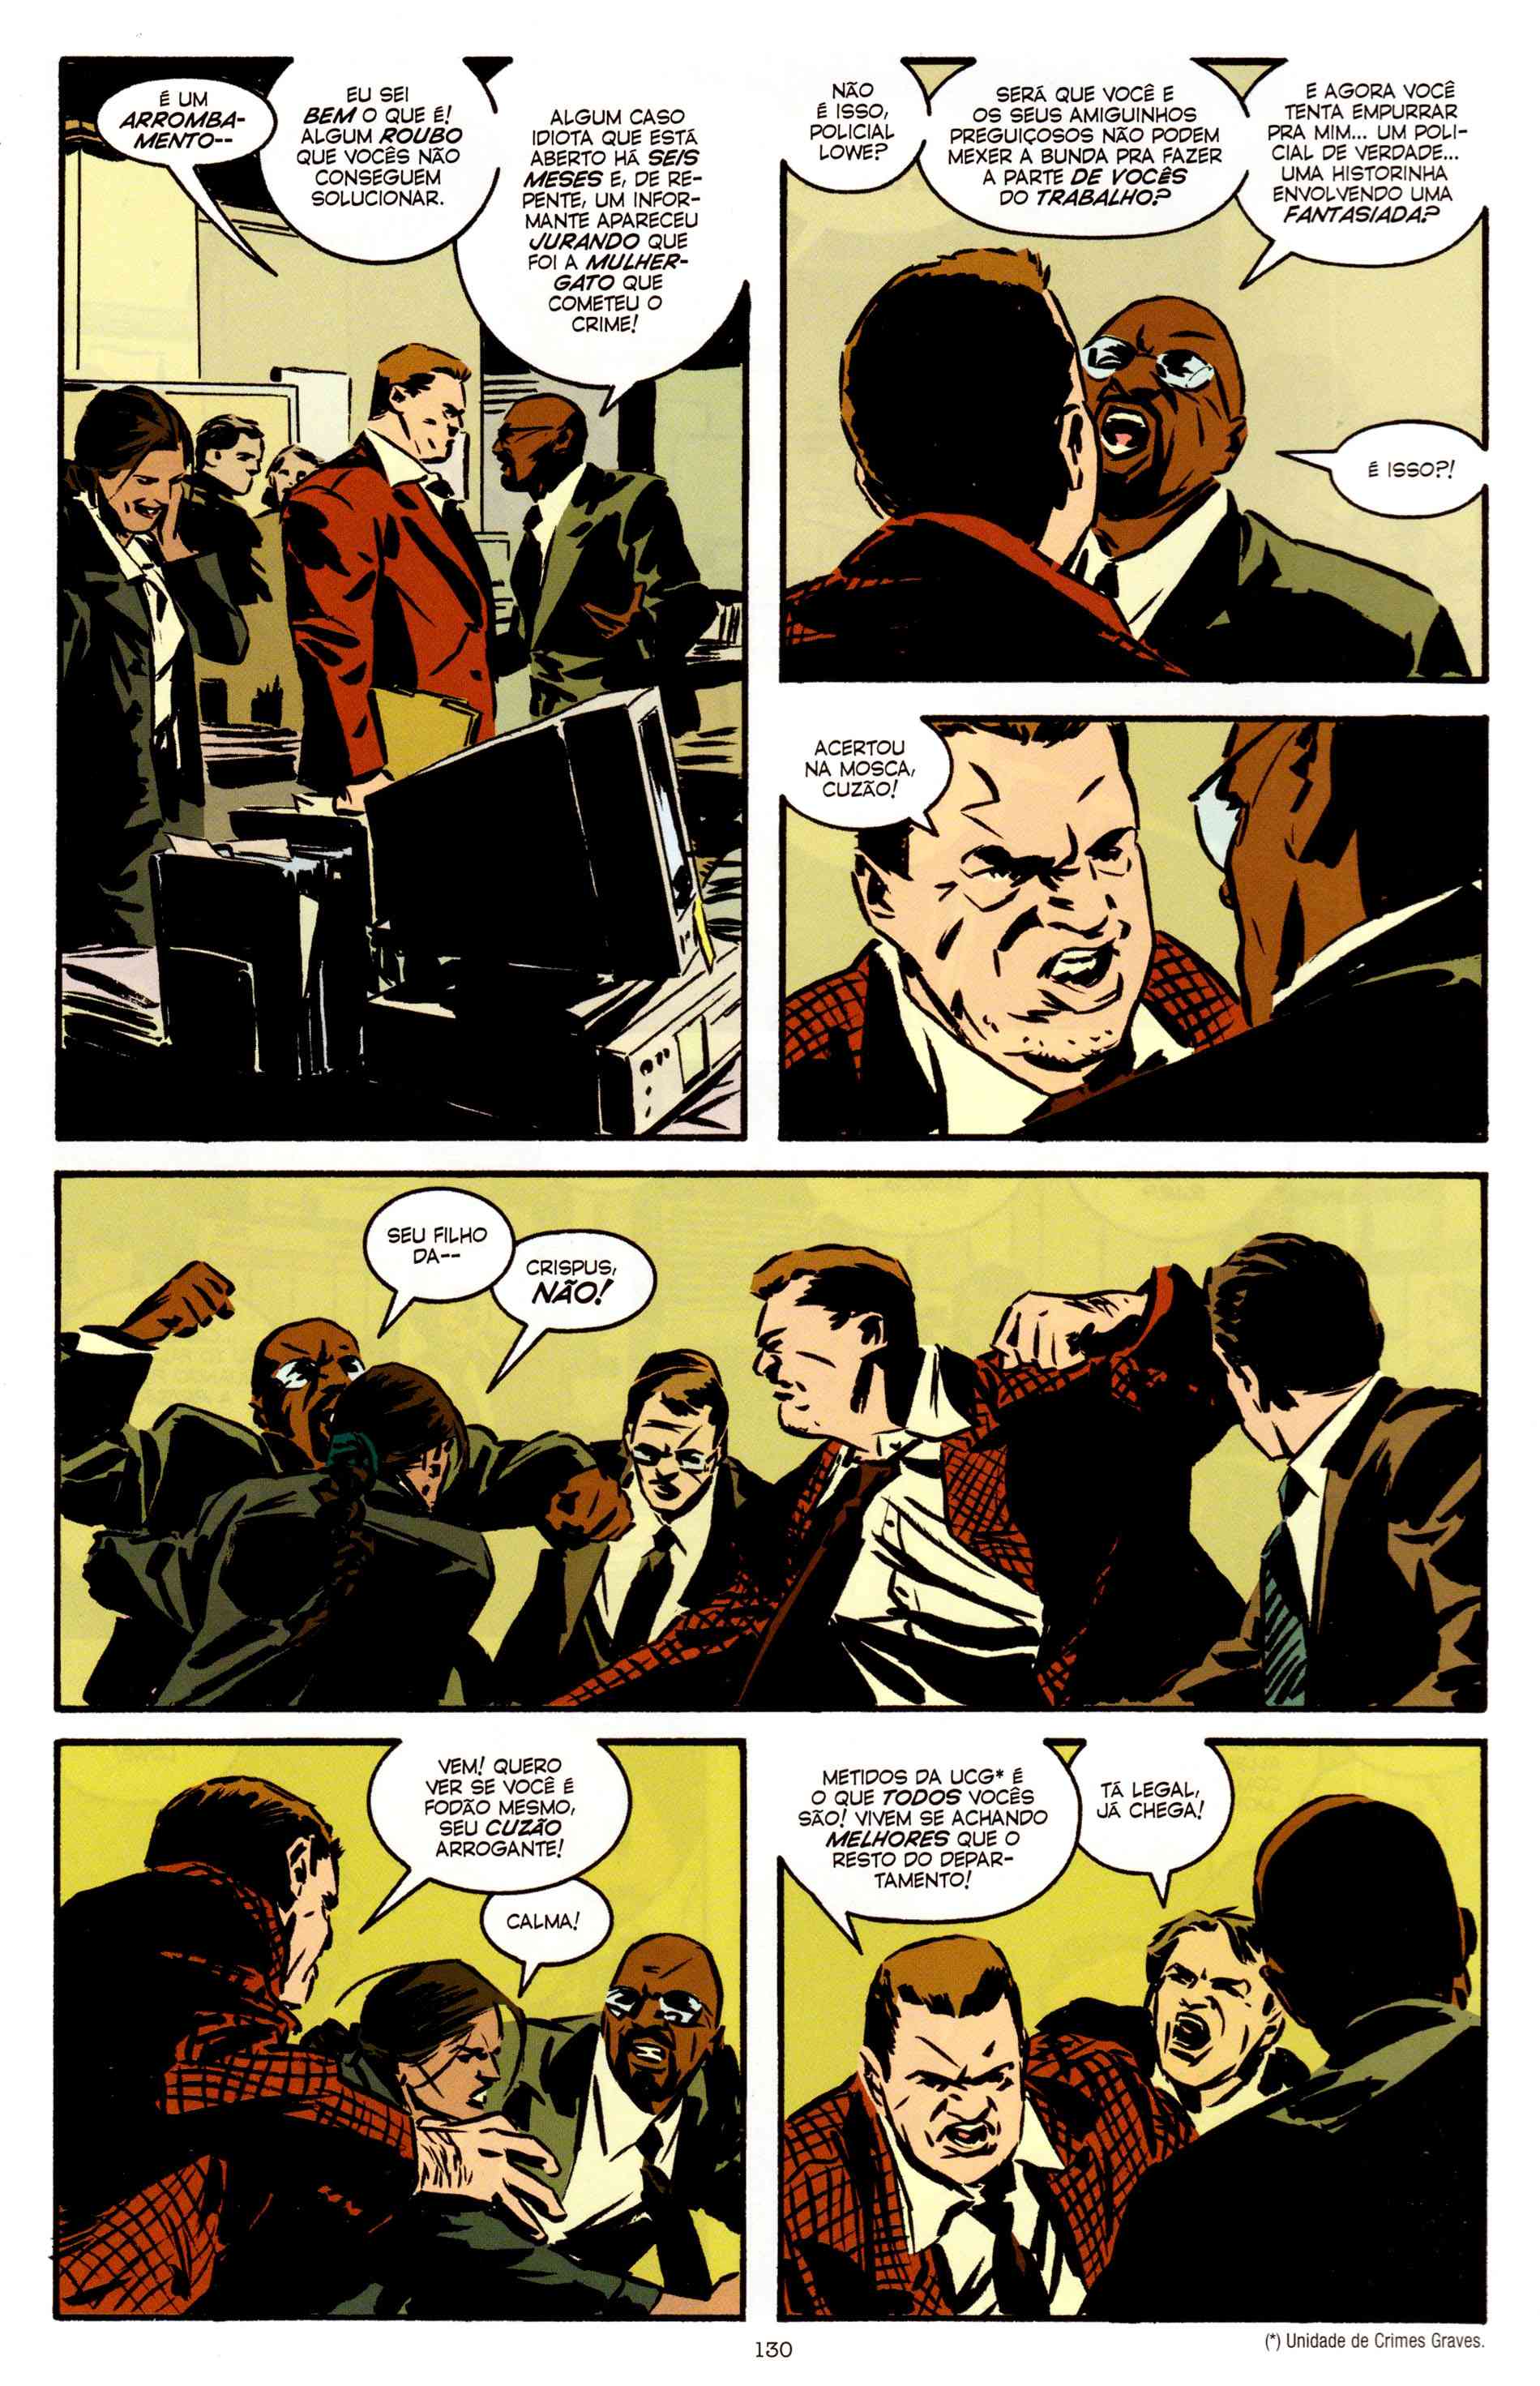 É UM
ARROMBA-
MENTO--
EU SEI
BEM O QUE É!
ALGUM ROUBO
QUE VOCÊS NÃO
CONSEGUEM
SOLUCIONAR.
ALGUM CASO
IDIOTA QUE ESTÁ
ABERTO HÁ SEIS
MESES E, DE RE-
PENTE, UM INFOR-
MANTE APARECEU
JURANDO QUE
FOI A MULHER-
GATO QUE
COMETEU O
CRIME!
NÃO
É ISSO,
POLICIAL
LOWE?
SERÁ QUE VOCÊ E
OS SEUS AMIGUINHOS
PREGUIÇOSOS NÃO PODEM
MEXER A BUNDA PRA FAZER
A PARTE DE VOCÊS
DO TRABALHO?
E AGORA VOCÊ
TENTA EMPURRAR
PRA MIM... UM POLI-
CIAL DE VERDADE...
UMA HISTORINHA
ENVOLVENDO UMA
FANTASIADA?
É ISSO?!
ACERTOU
NA MOSCA,
CUZÃO!
SEU FILHO
DA--
CRISPUS,
NÃO!
VEM! QUERO
VER SE VOCÊ É
FODÃO MESMO,
SEU CUZÃO
ARROGANTE!
CALMA!
METIDOS DA UCG* É
O QUE TODOS VOCÊS
SÃO! VIVEM SE ACHANDO
MELHORES QUE O
RESTO DO DEPAR-
TAMENTO!
TÁ LEGAL,
JÁ CHEGA!
(*) Unidade de Crimes Graves.
130